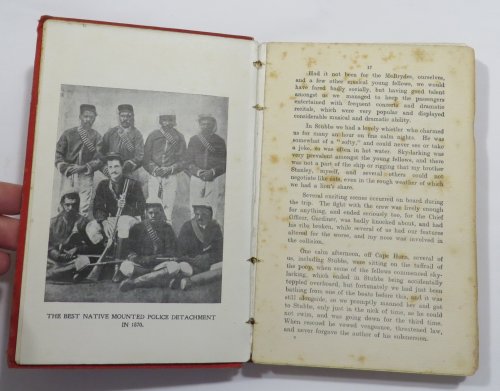 THE BEST NATIVE MOUNTED POLICE DETACHMENT
IN 1870.
17
Had it not been for the McBrydes, ourselves,
and a few other musical young fellows, we would
have fared badly socially, but having good talent
amongst us we managed to keep the passengers
entertained with frequent concerts and dramatic
recitals, which were very popular and displayed
considerable musical and dramatic ability.
In Stubbs we had a lovely whistler who charmed
us for many an hour on fine calm nights. He was
somewhat of a "softy," and could never see or take
a joke, so was often in hot water. Skylarking was
very prevalent amongst the young fellows, and there
was not a part of the ship or rigging that my brother
Stanley, myself, and several others could not
negotiate like cats, even in the rough weather of which
we had a lion's share.
Several exciting scenes occurred on board during
the trip. The fight with the crew was lively enough
for anything, and ended seriously too, for the Chief
Officer, Gardiner, was badly knocked about, and had
his ribs broken, while several of us had our features
altered for the worse, and my nose was involved in
the collision.
One calm afternoon, off Cape Horn, several of
us, including Stubbs, were sitting on the taffrail of
the poop, when some of the fellows commenced sky-
larking, which ended in Stubbs being accidentally
toppled overboard, but fortunately we had just been
bathing from one of the boats before this, and it was
still alongside, so we promptly manned her and got
to Stubbs, only just in the nick of time, as he could
not swim, and was going down for the third time.
When rescued he vowed vengeance, threatened law,
and never forgave the author of his submersion.